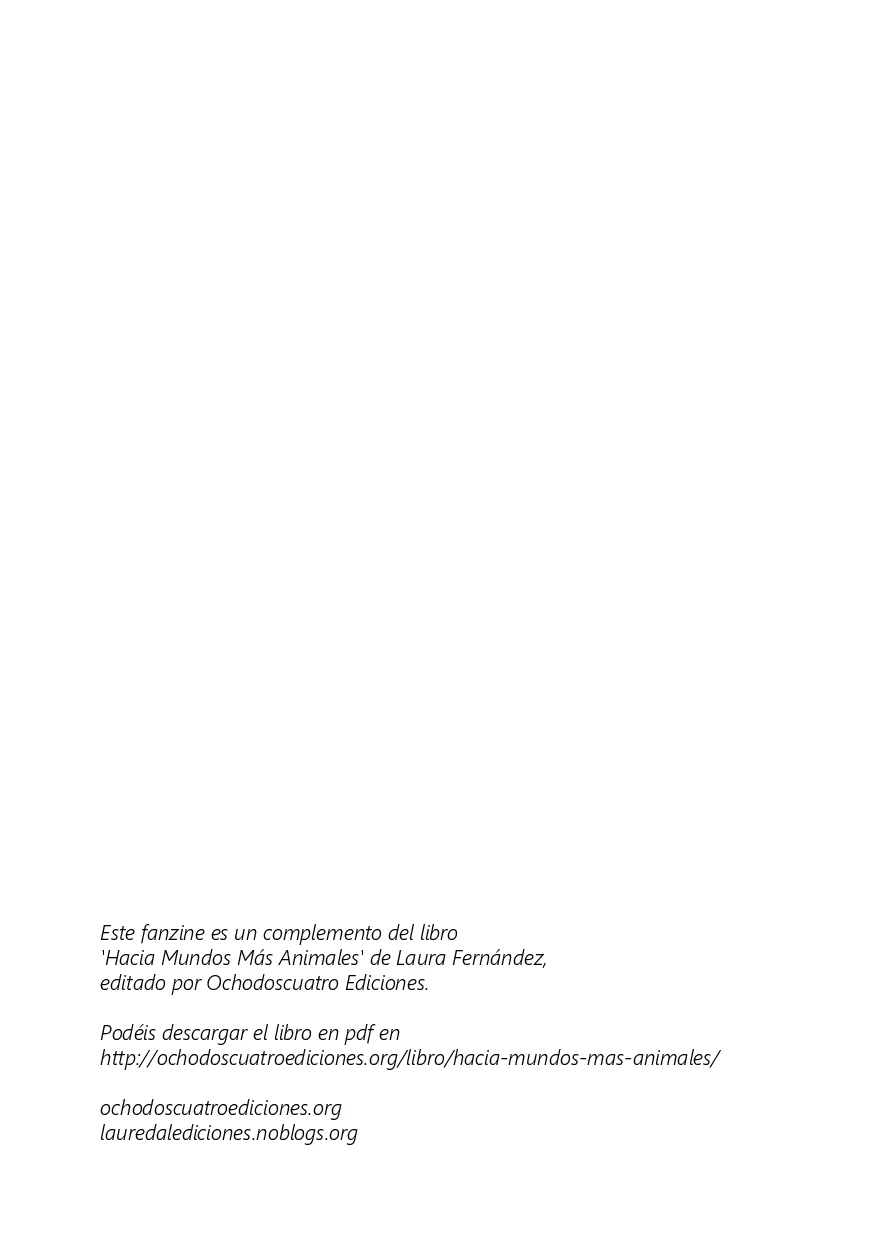 Este fanzine es un complemento del libro
'Hacia Mundos Más Animales' de Laura Fernández,
editado por Ochodoscuatro Ediciones.
Podéis descargar el libro en pdf en
http://ochodoscuatroediciones.org/libro/hacia-mundos-mas-animales/
ochodoscuatroediciones.org
lauredalediciones.noblogs.org